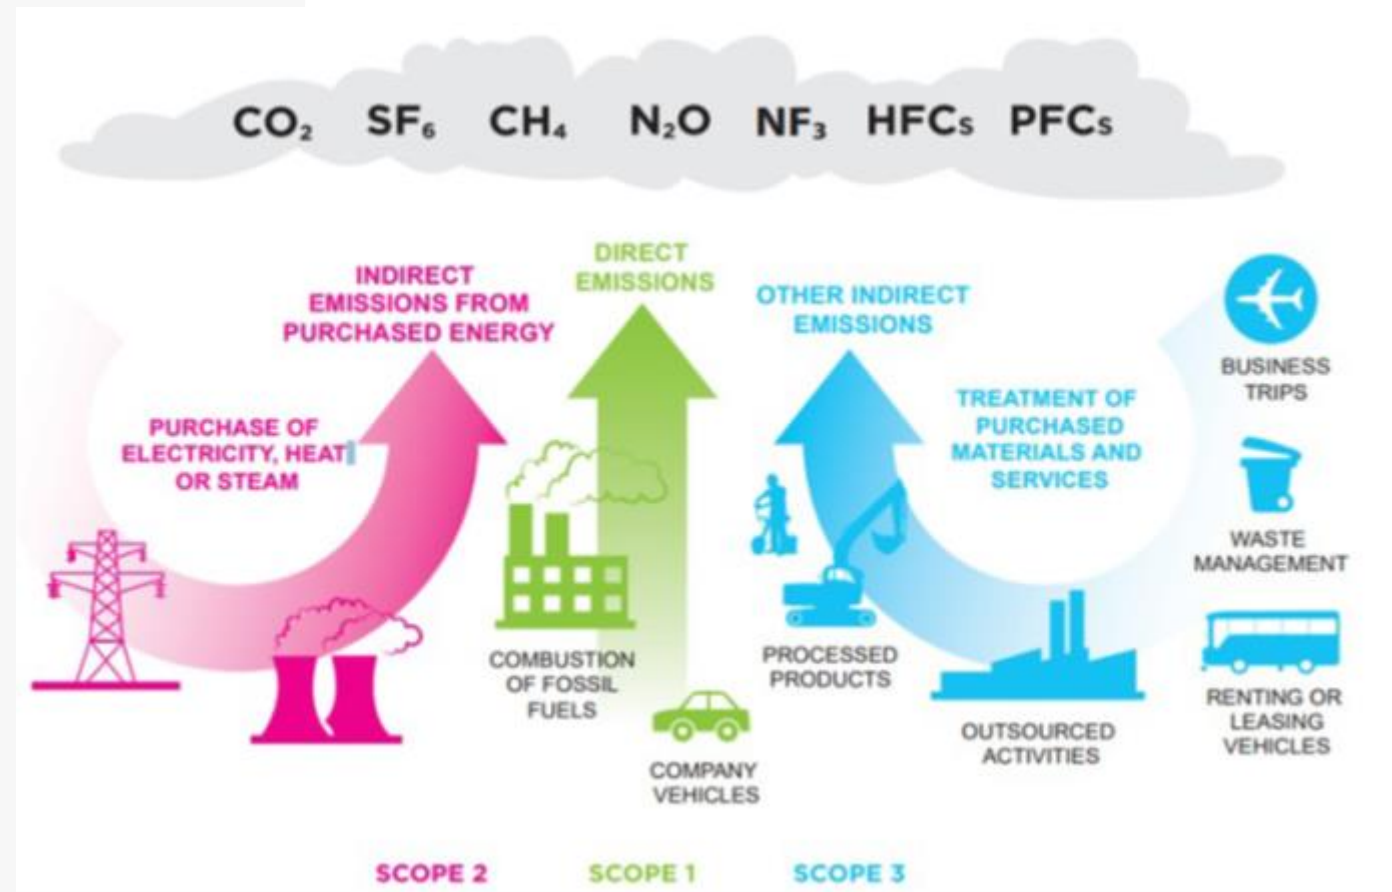 CO₂ SF₆ CH₄ N₂O NF₃ HFCs PFCs
INDIRECT
EMISSIONS FROM
PURCHASED ENERGY
PURCHASE OF
ELECTRICITY, HEAT
OR STEAM
DIRECT
EMISSIONS
COMBUSTION
OF FOSSIL
FUELS
COMPANY
VEHICLES
OTHER INDIRECT
EMISSIONS
TREATMENT OF
PURCHASED
MATERIALS AND
SERVICES
PROCESSED
PRODUCTS
OUTSOURCED
ACTIVITIES
BUSINESS
TRIPS
WASTE
MANAGEMENT
RENTING OR
LEASING
VEHICLES
SCOPE 2 SCOPE 1 SCOPE 3